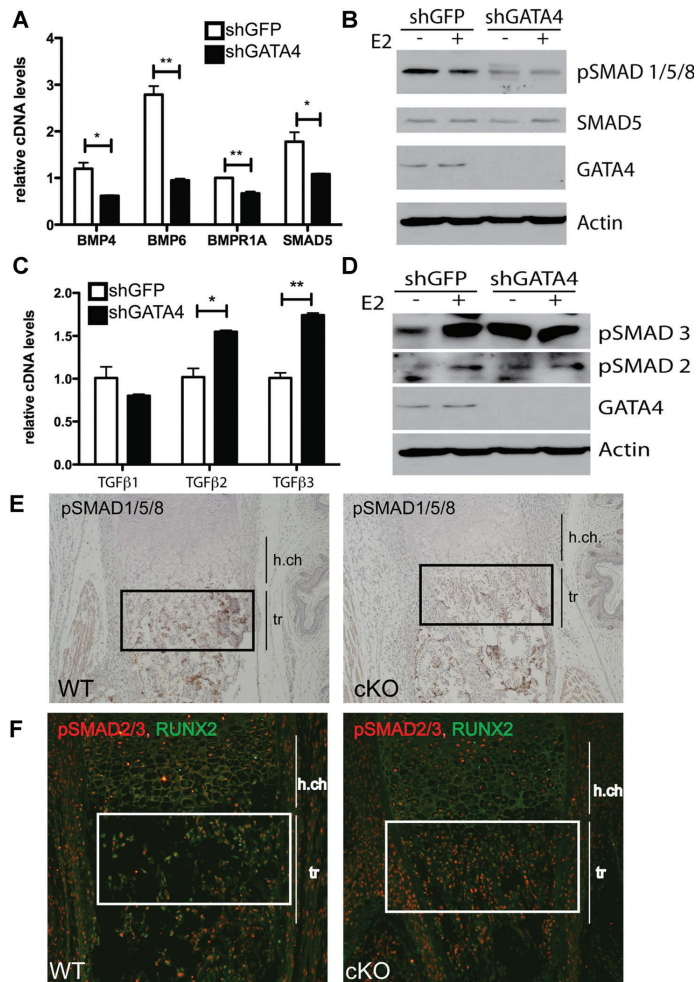 A
relative cDNA levels
4
3
2
1
0
shGFP
shGATA4
*
**
**
*
BMP4 BMP6 BMPR1A SMAD5
B
shGFP shGATA4
E2 - + - +
pSMAD 1/5/8
SMAD5
GATA4
Actin
C
relative cDNA levels
2.0
1.5
1.0
0.5
0.0
shGFP
shGATA4
*
**
TGFβ1 TGFβ2 TGFβ3
D
shGFP shGATA4
E2 - + - +
pSMAD 3
pSMAD 2
GATA4
Actin
E
pSMAD1/5/8
h.ch
tr
WT
pSMAD1/5/8
h.ch.
tr
cKO
F
pSMAD2/3, RUNX2
h.ch
tr
WT
pSMAD2/3, RUNX2
h.ch
tr
cKO